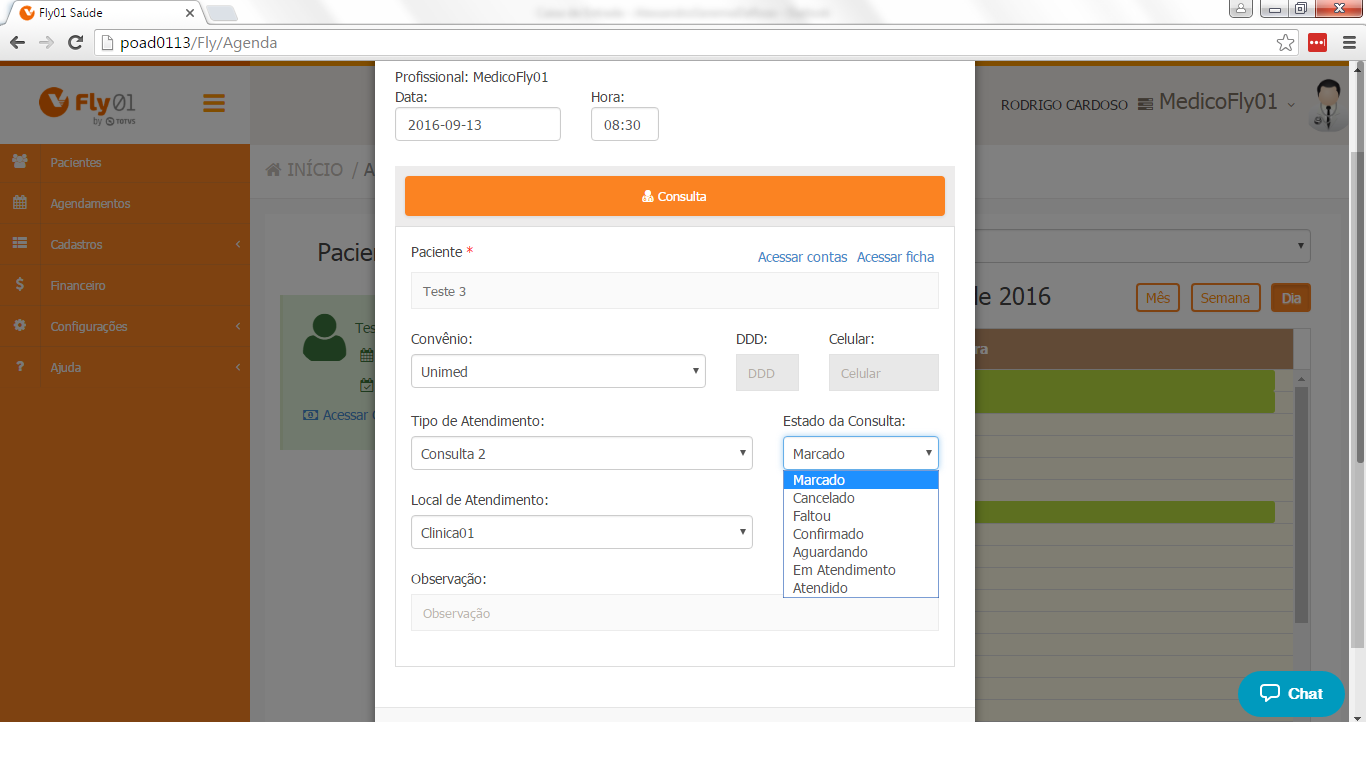 Fly01 Saúde
poad0113/Fly/Agenda
Fly01
by TOTVS
RODRIGO CARDOSO MedicoFly01
Pacientes
Agendamentos
Cadastros
Financeiro
Configurações
Ajuda
INÍCIO / A
Pacie
Tes
Acessar
Profissional: MedicoFly01
Data: Hora:
2016-09-13 08:30
Consulta
Paciente * Acessar contas Acessar ficha
Teste 3
Convênio: DDD: Celular:
Unimed DDD Celular
Tipo de Atendimento: Estado da Consulta:
Consulta 2 Marcado
Marcado
Cancelado
Faltou
Confirmado
Aguardando
Em Atendimento
Atendido
Local de Atendimento:
Clinica01
Observação:
Observação
de 2016 Mês Semana Dia
ra
Chat